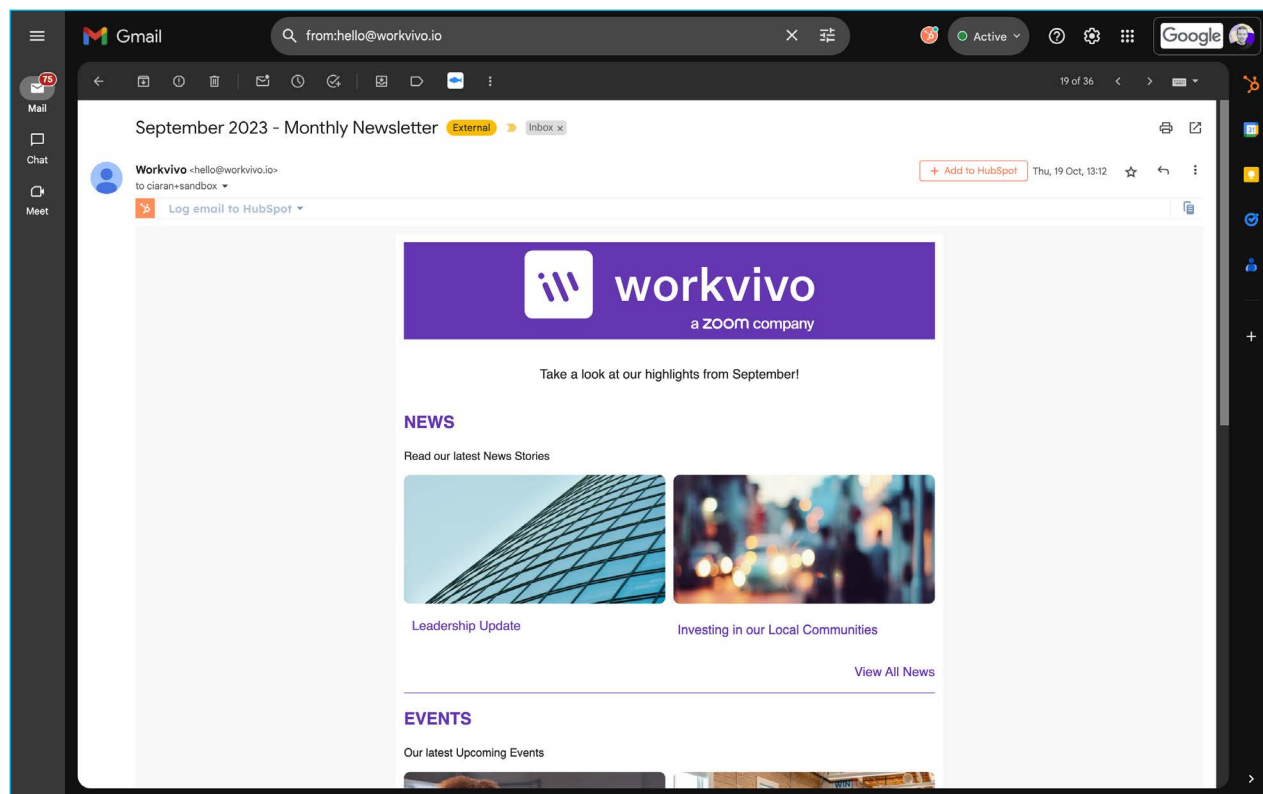 Gmail
from:hello@workvivo.io
Active
Google
75
Mail
Chat
Meet
19 of 36
September 2023 - Monthly Newsletter External Inbox x
Workvivo <hello@workvivo.io>
+ Add to HubSpot Thu, 19 Oct, 13:12
to ciaran+sandbox
Log email to HubSpot
31
workvivo
a zoom company
Take a look at our highlights from September!
NEWS
Read our latest News Stories
Leadership Update
Investing in our Local Communities
View All News
EVENTS
Our latest Upcoming Events